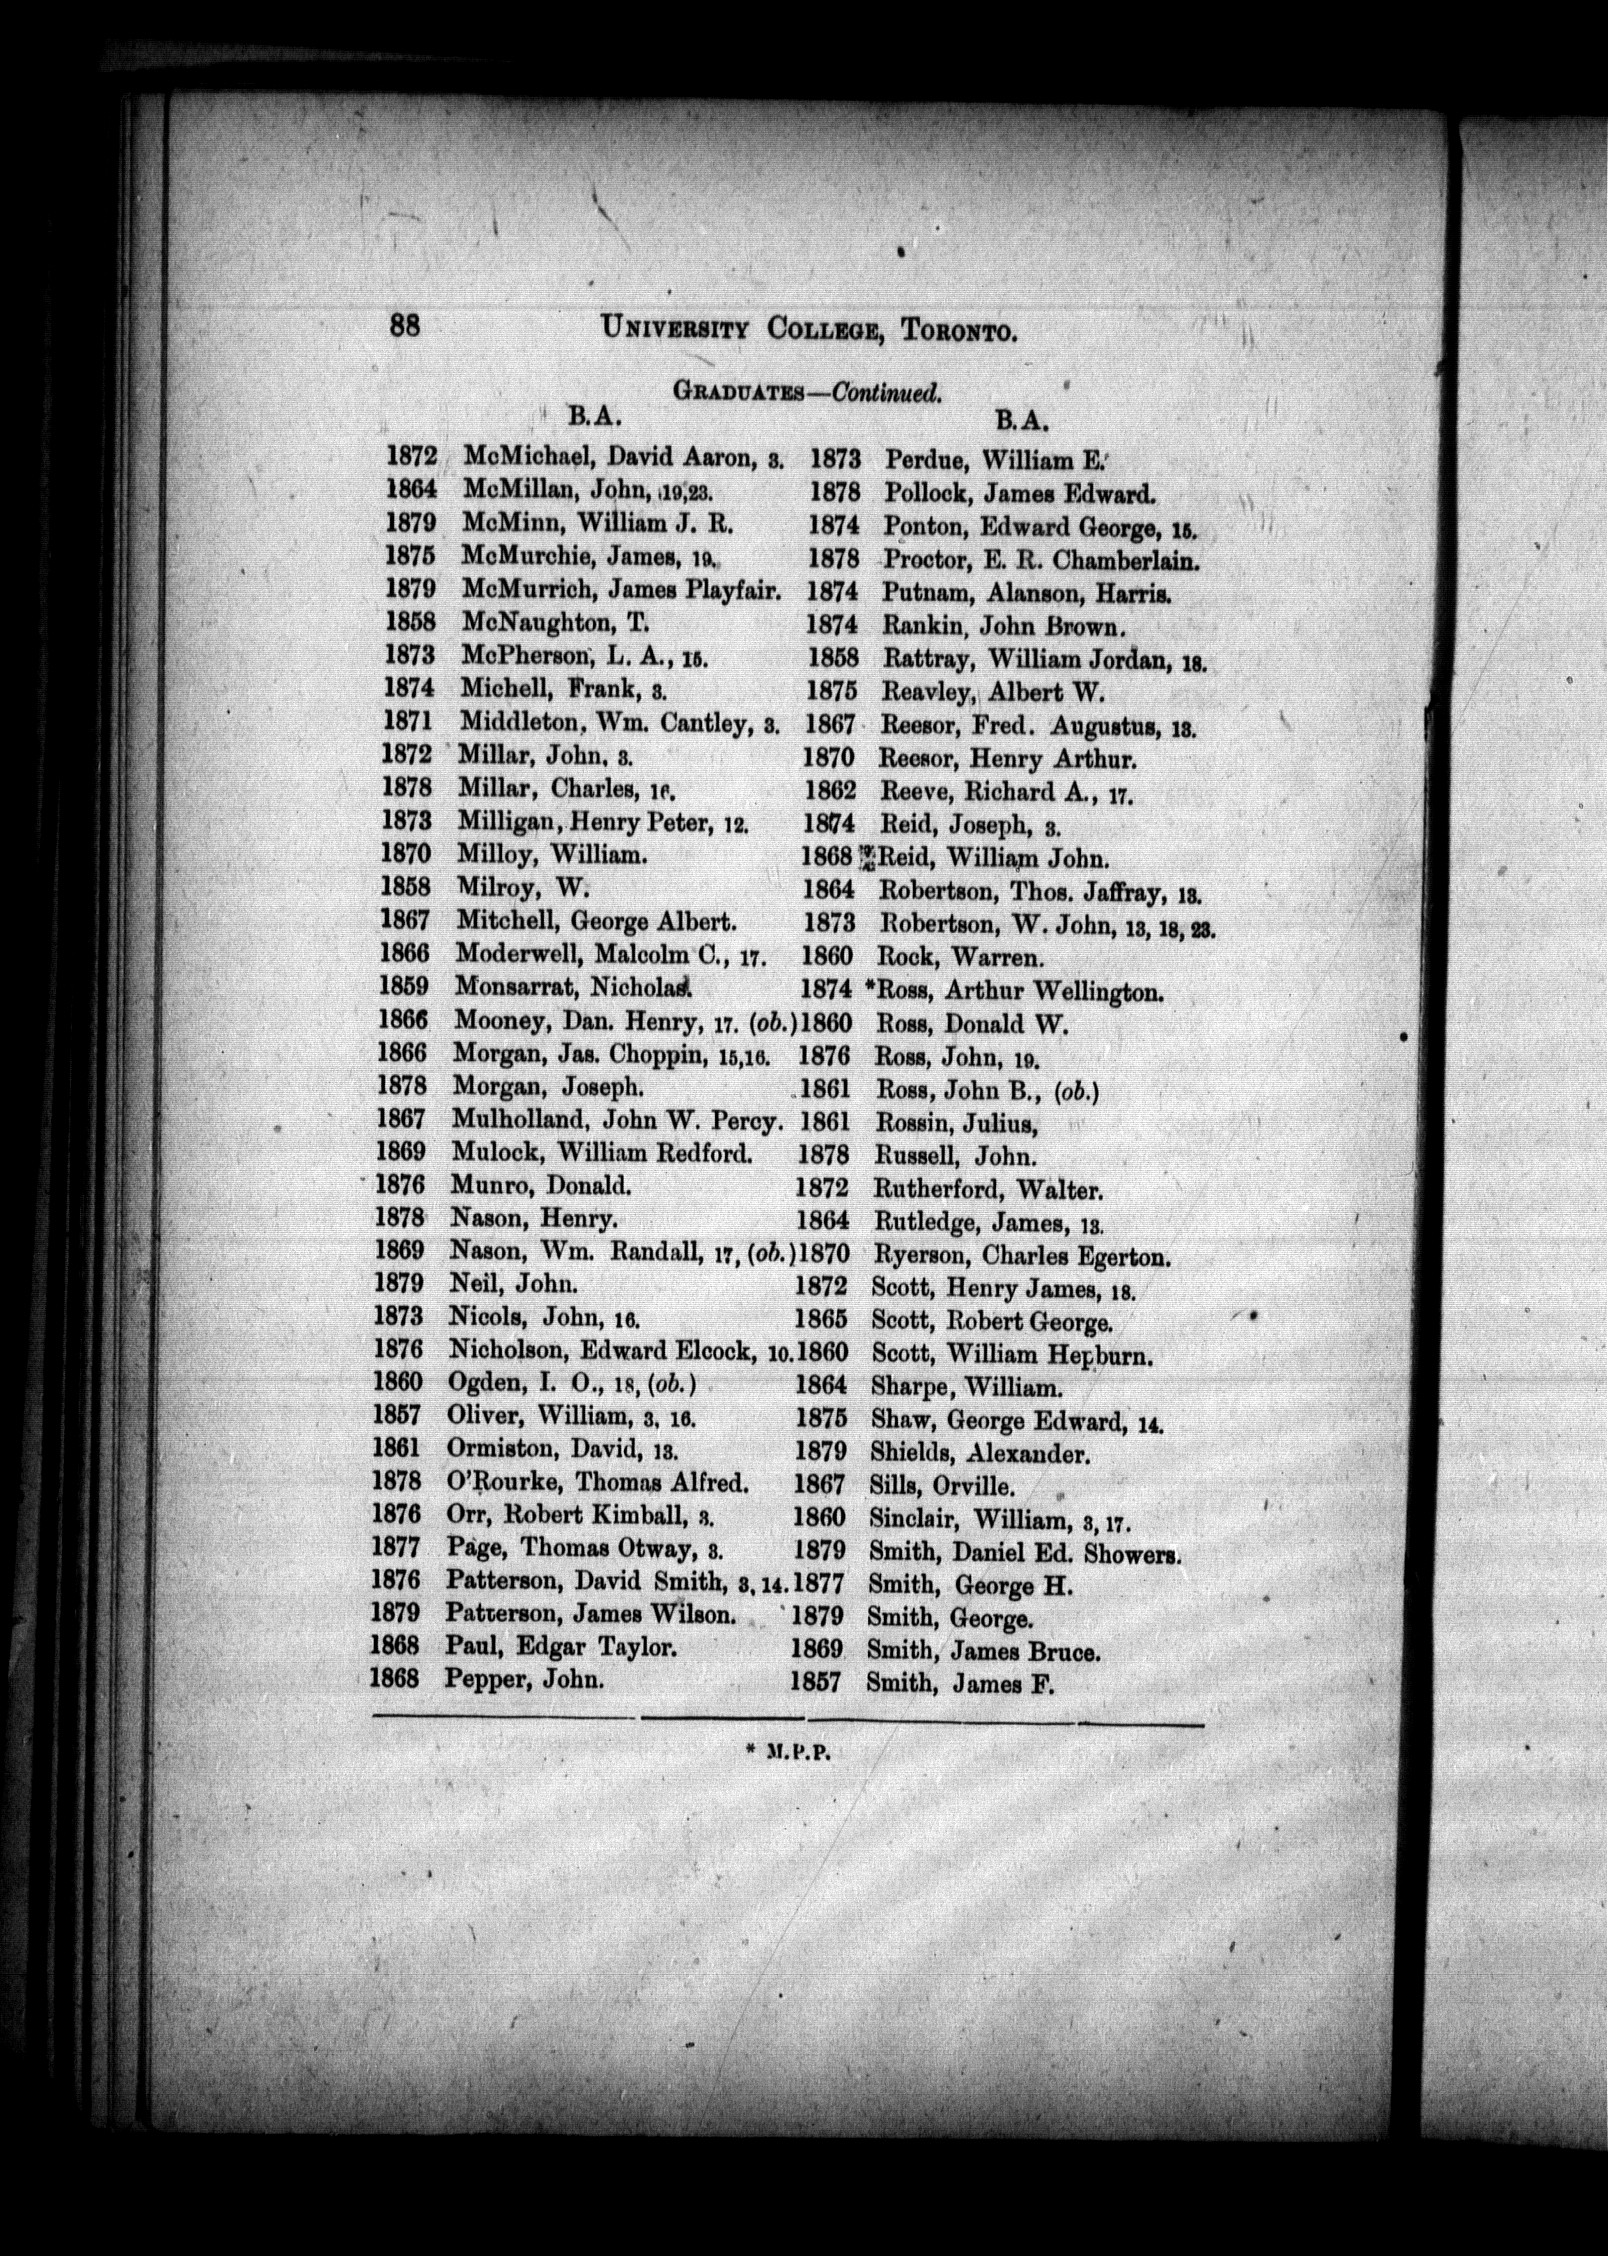 88 UNIVERSITY COLLEGE, TORONTO.
GRADUATES—Continued.
B.A.
1872 McMichael, David Aaron, 3.
1864 McMillan, John, 19,23.
1879 McMinn, William J. R.
1875 McMurchie, James, 19.
1879 McMurrich, James Playfair.
1858 McNaughton, T.
1873 McPherson, L. A., 15.
1874 Michell, Frank, 3.
1871 Middleton, Wm. Cantley, 3.
1872 Millar, John, 3.
1878 Millar, Charles, 16.
1873 Milligan, Henry Peter, 12.
1870 Milloy, William.
1858 Milroy, W.
1867 Mitchell, George Albert.
1866 Moderwell, Malcolm C., 17.
1859 Monsarrat, Nicholas.
1866 Mooney, Dan. Henry, 17. (ob.)
1866 Morgan, Jas. Choppin, 15,16.
1878 Morgan, Joseph.
1867 Mulholland, John W. Percy.
1869 Mulock, William Redford.
1876 Munro, Donald.
1878 Nason, Henry.
1869 Nason, Wm. Randall, 17, (ob.)
1879 Neil, John.
1873 Nicols, John, 16.
1876 Nicholson, Edward Elcock, 10.
1860 Ogden, I. O., 18, (ob.)
1857 Oliver, William, 3, 16.
1861 Ormiston, David, 13.
1878 O'Rourke, Thomas Alfred.
1876 Orr, Robert Kimball, 3.
1877 Page, Thomas Otway, 3.
1876 Patterson, David Smith, 3, 14.
1879 Patterson, James Wilson.
1868 Paul, Edgar Taylor.
1868 Pepper, John.
B.A.
1873 Perdue, William E.
1878 Pollock, James Edward.
1874 Ponton, Edward George, 15.
1878 Proctor, E. R. Chamberlain.
1874 Putnam, Alanson, Harris.
1874 Rankin, John Brown.
1858 Rattray, William Jordan, 18.
1875 Reavley, Albert W.
1867 Reesor, Fred. Augustus, 13.
1870 Reesor, Henry Arthur.
1862 Reeve, Richard A., 17.
1874 Reid, Joseph, 3.
1868 Reid, William John.
1864 Robertson, Thos. Jaffray, 13.
1873 Robertson, W. John, 13, 18, 23.
1860 Rock, Warren.
1874 *Ross, Arthur Wellington.
1860 Ross, Donald W.
1876 Ross, John, 19.
1861 Ross, John B., (ob.)
1861 Rossin, Julius,
1878 Russell, John.
1872 Rutherford, Walter.
1864 Rutledge, James, 13.
1870 Ryerson, Charles Egerton.
1872 Scott, Henry James, 18.
1865 Scott, Robert George.
1860 Scott, William Hepburn.
1864 Sharpe, William.
1875 Shaw, George Edward, 14.
1879 Shields, Alexander.
1867 Sills, Orville.
1860 Sinclair, William, 3, 17.
1879 Smith, Daniel Ed. Showers.
1877 Smith, George H.
1879 Smith, George.
1869 Smith, James Bruce.
1857 Smith, James F.
* M.P.P.